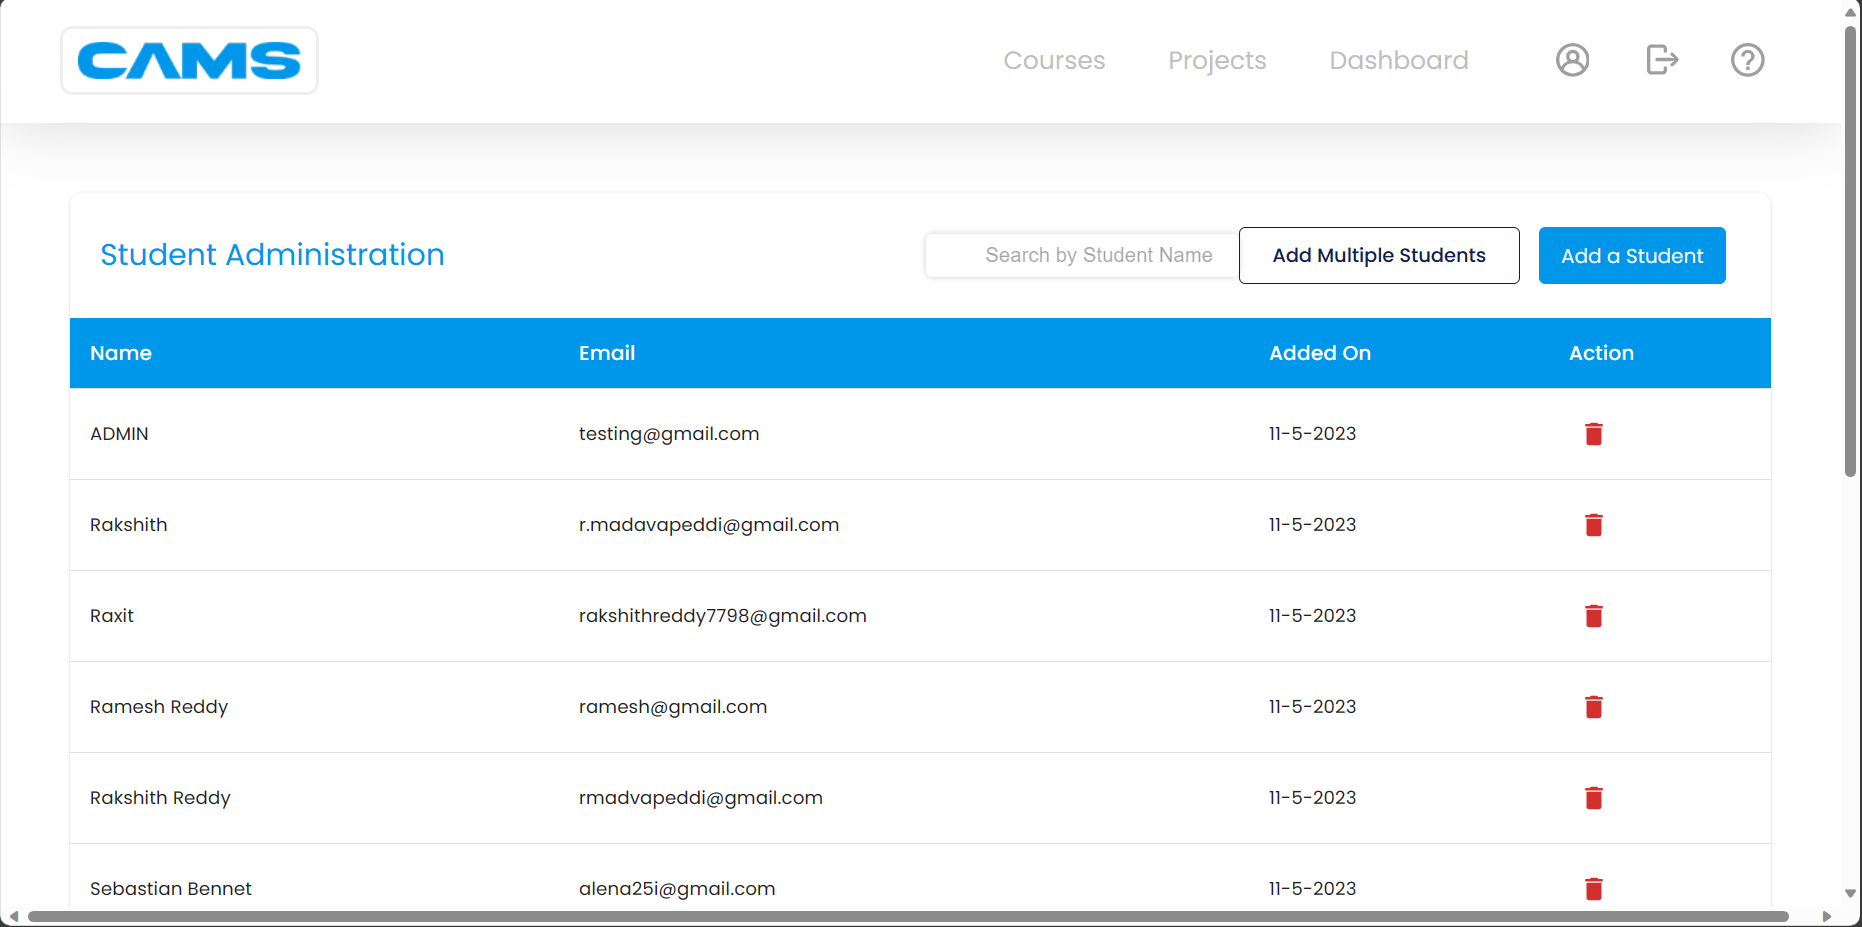 CAMS
Courses Projects Dashboard
Student Administration
Search by Student Name
Add Multiple Students
Add a Student
Name Email Added On Action
ADMIN testing@gmail.com 11-5-2023
Rakshith r.madavapeddi@gmail.com 11-5-2023
Raxit rakshithreddy7798@gmail.com 11-5-2023
Ramesh Reddy ramesh@gmail.com 11-5-2023
Rakshith Reddy rmadvapeddi@gmail.com 11-5-2023
Sebastian Bennet alena25i@gmail.com 11-5-2023